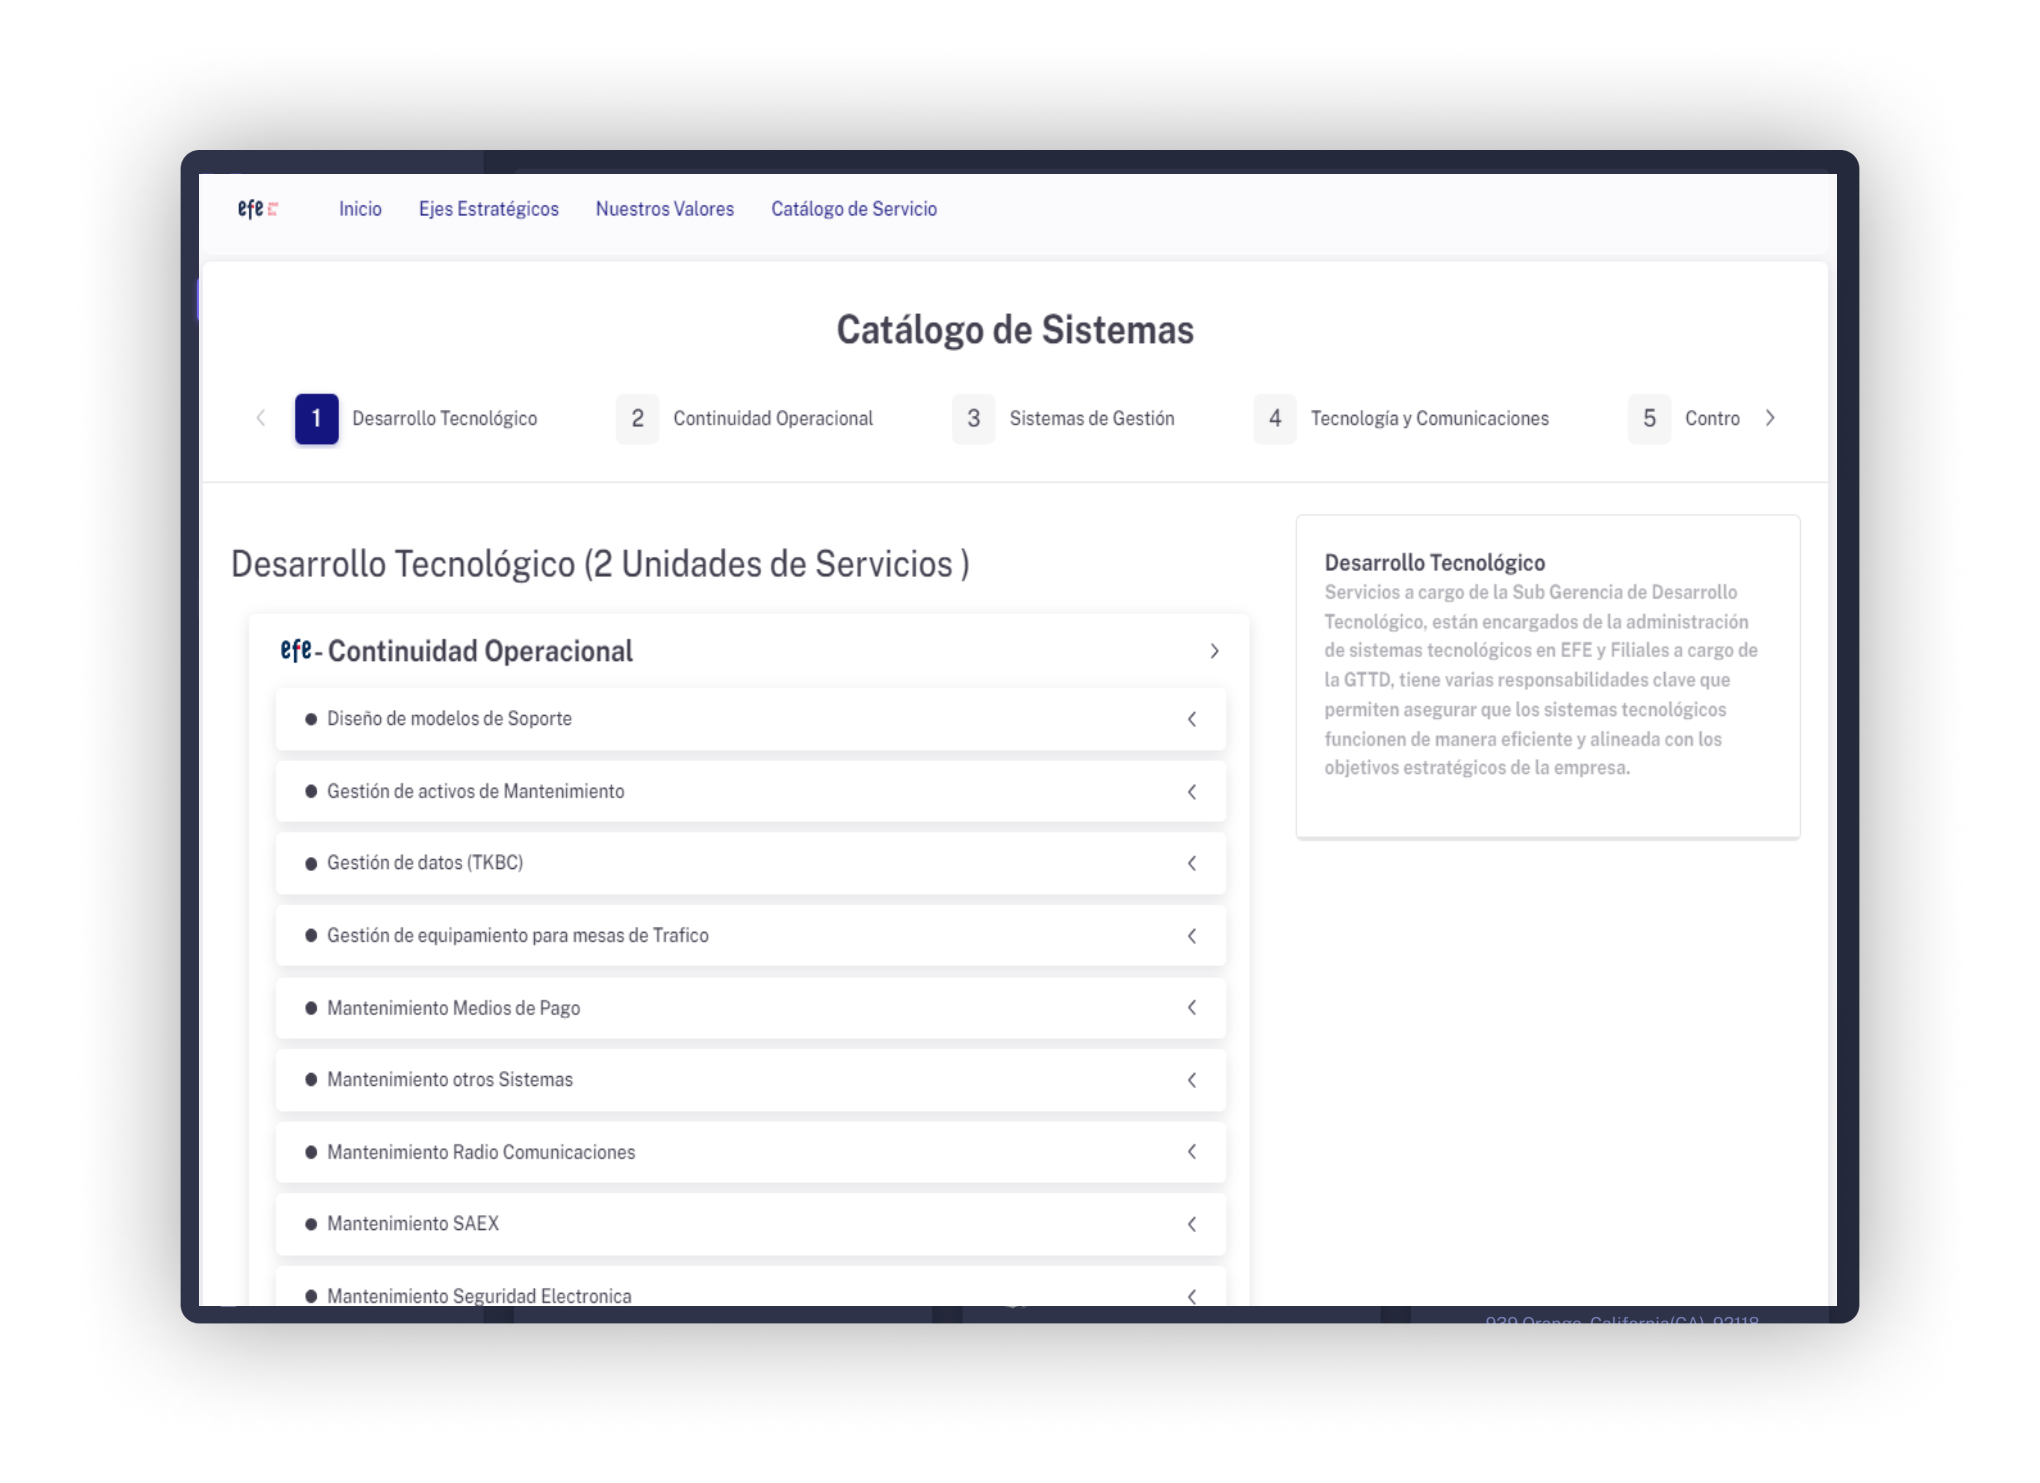 efe
Inicio
Ejes Estratégicos
Nuestros Valores
Catálogo de Servicio
Catálogo de Sistemas
1 Desarrollo Tecnológico
2 Continuidad Operacional
3 Sistemas de Gestión
4 Tecnología y Comunicaciones
5 Contro
Desarrollo Tecnológico (2 Unidades de Servicios )
efe - Continuidad Operacional
Diseño de modelos de Soporte
Gestión de activos de Mantenimiento
Gestión de datos (TKBC)
Gestión de equipamiento para mesas de Trafico
Mantenimiento Medios de Pago
Mantenimiento otros Sistemas
Mantenimiento Radio Comunicaciones
Mantenimiento SAEX
Mantenimiento Seguridad Electronica
Desarrollo Tecnológico
Servicios a cargo de la Sub Gerencia de Desarrollo
Tecnológico, están encargados de la administración
de sistemas tecnológicos en EFE y Filiales a cargo de
la GTTD, tiene varias responsabilidades clave que
permiten asegurar que los sistemas tecnológicos
funcionen de manera eficiente y alineada con los
objetivos estratégicos de la empresa.
939 Orange, California(CA), 92118